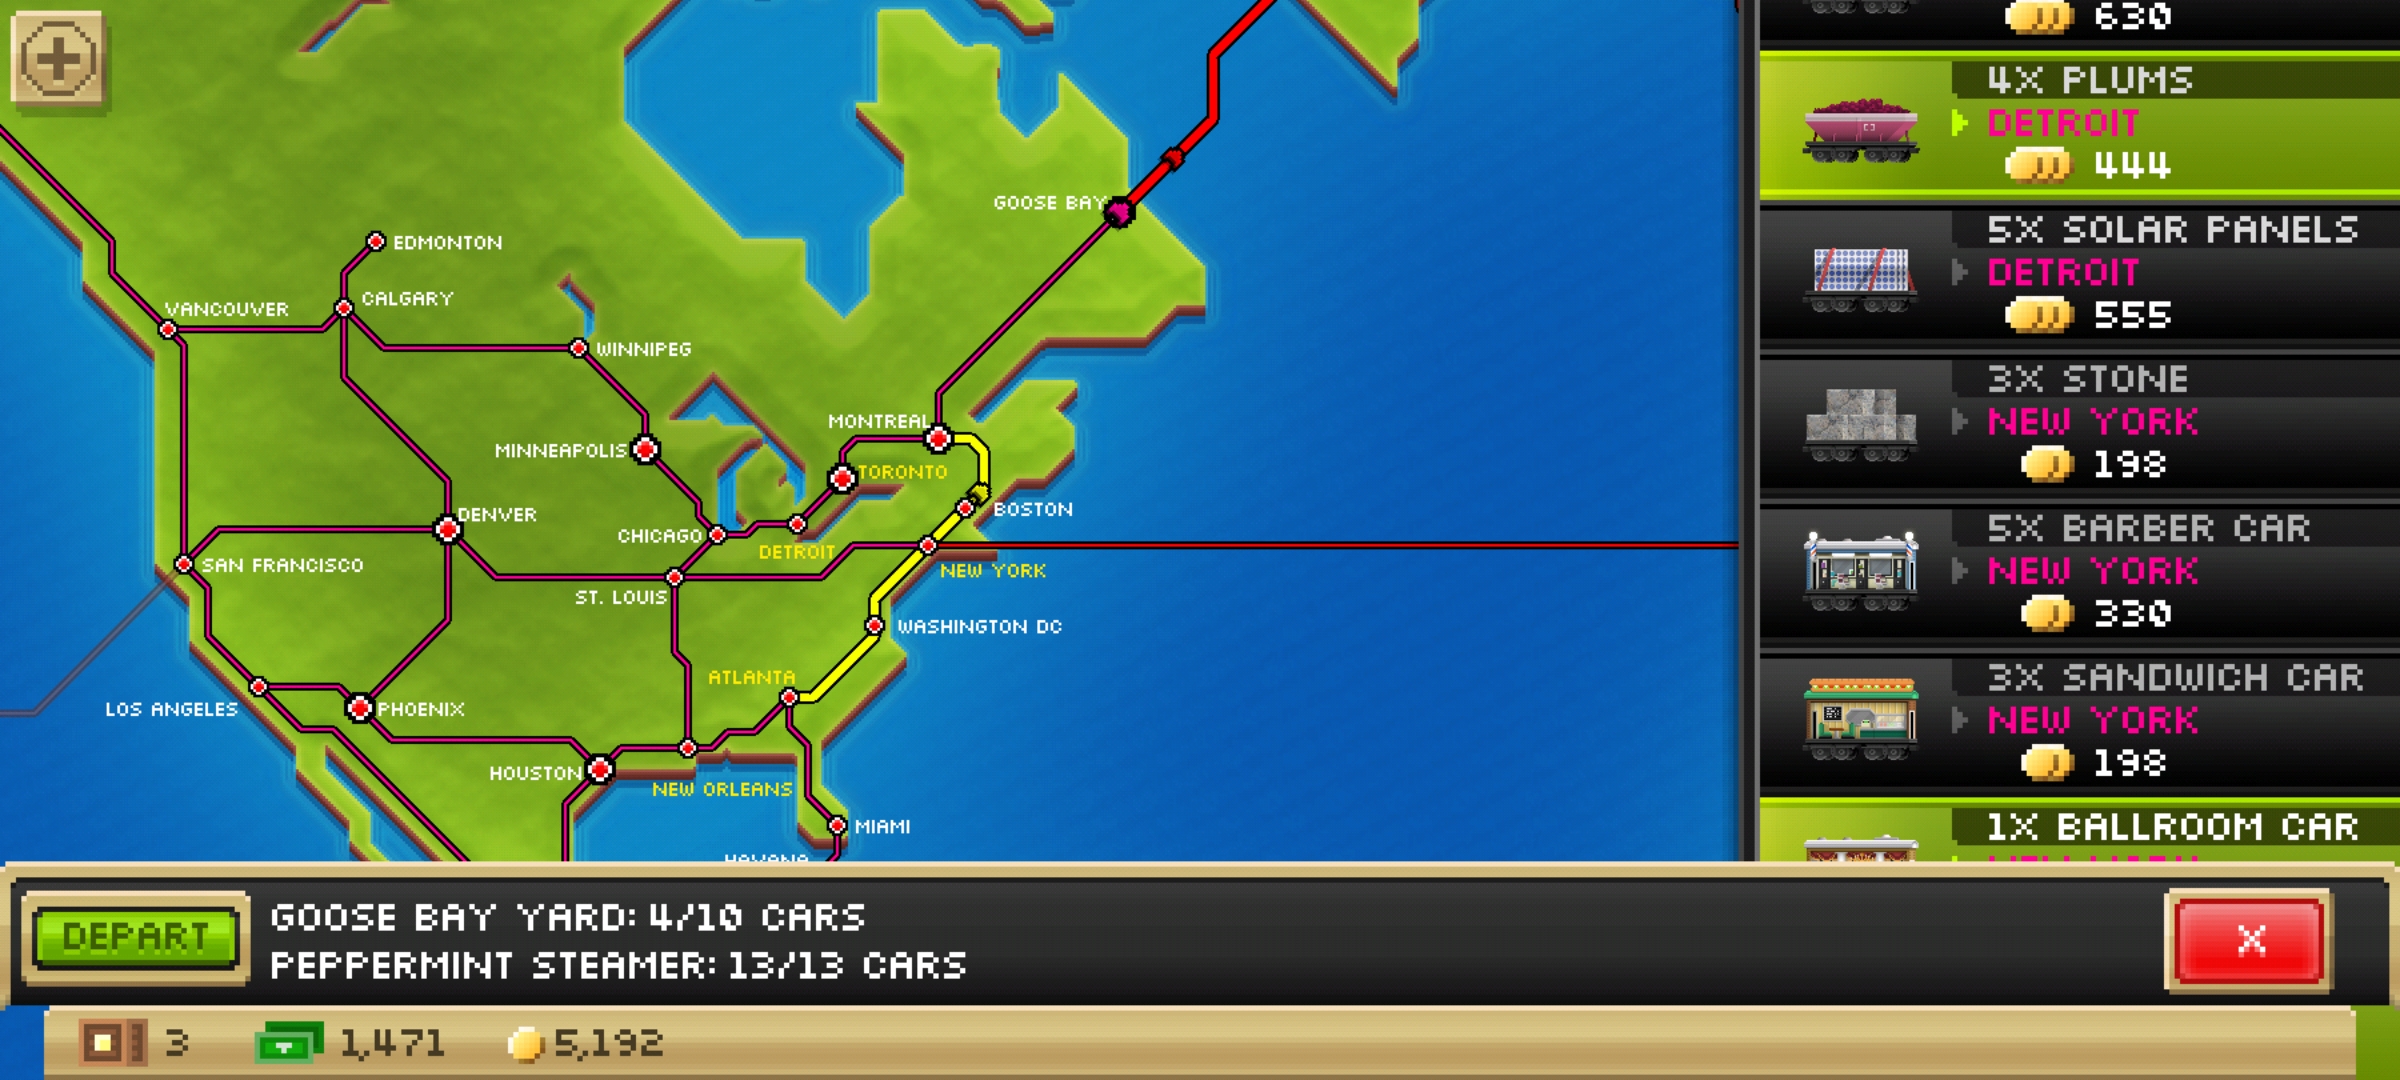 GOOSE BAY
EDMONTON
CALGARY
VANCOUVER
WINNIPEG
MONTREAL
MINNEAPOLIS
TORONTO
BOSTON
DENVER
CHICAGO
DETROIT
SAN FRANCISCO
NEW YORK
ST. LOUIS
WASHINGTON DC
ATLANTA
LOS ANGELES
PHOENIX
HOUSTON
NEW ORLEANS
MIAMI
HAVANA
630
4X PLUMS
DETROIT
444
5X SOLAR PANELS
DETROIT
555
3X STONE
NEW YORK
198
5X BARBER CAR
NEW YORK
330
3X SANDWICH CAR
NEW YORK
198
1X BALLROOM CAR
DEPART
GOOSE BAY YARD: 4/10 CARS
PEPPERMINT STEAMER: 13/13 CARS
X
3
1,471
5,192